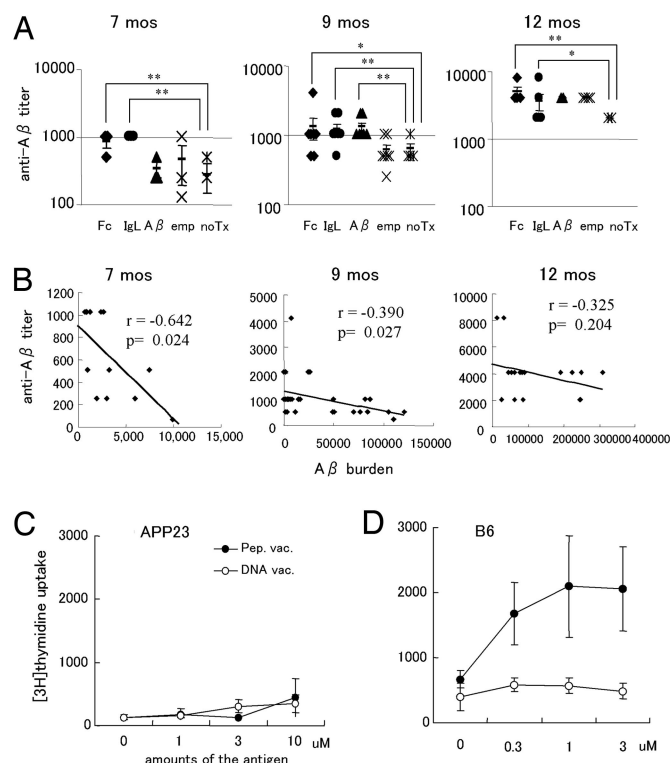 A
7 mos
9 mos
12 mos
anti-Aβ titer
10000
1000
100
**
**
Fc IgL Aβ emp noTx
10000
1000
100
*
**
**
Fc IgL Aβ emp noTx
10000
1000
100
**
*
Fc IgL Aβ emp noTx
B
7 mos
9 mos
12 mos
anti-Aβ titer
1200
1000
800
600
400
200
0
r = -0.642
p= 0.024
0 5,000 10,000 15,000
5000
4000
3000
2000
1000
0
r = -0.390
p= 0.027
0 50000 100000 150000
10000
8000
6000
4000
2000
0
r = -0.325
p= 0.204
0 100000 200000 300000 400000
Aβ burden
C
APP23
[3H]thymidine uptake
3000
2000
1000
0
Pep. vac.
DNA vac.
0 1 3 10 uM
amounts of the antigen
D
B6
3000
2000
1000
0
0 0.3 1 3 uM